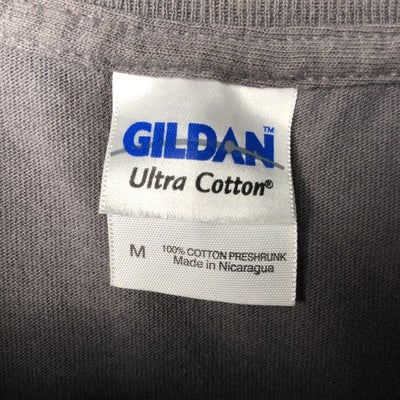 GILDAN™
Ultra Cotton®
M
100% COTTON PRESHRUNK
Made in Nicaragua